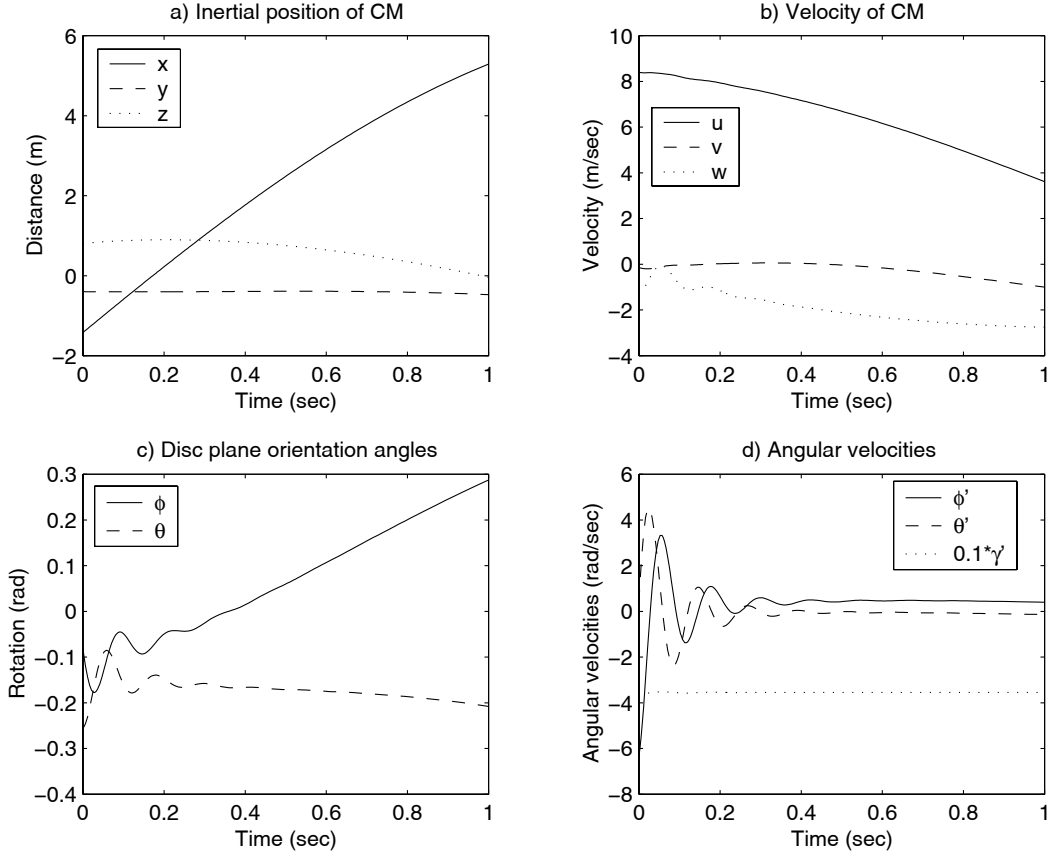 a) Inertial position of CM
6
4
2
0
−2
Distance (m)
x
y
z
0 0.2 0.4 0.6 0.8 1
Time (sec)
b) Velocity of CM
10
8
6
4
2
0
−2
−4
Velocity (m/sec)
u
v
w
0 0.2 0.4 0.6 0.8 1
Time (sec)
c) Disc plane orientation angles
0.3
0.2
0.1
0
−0.1
−0.2
−0.3
−0.4
Rotation (rad)
ϕ
θ
0 0.2 0.4 0.6 0.8 1
Time (sec)
d) Angular velocities
6
4
2
0
−2
−4
−6
−8
Angular velocities (rad/sec)
ϕ'
θ'
0.1*γ'
0 0.2 0.4 0.6 0.8 1
Time (sec)